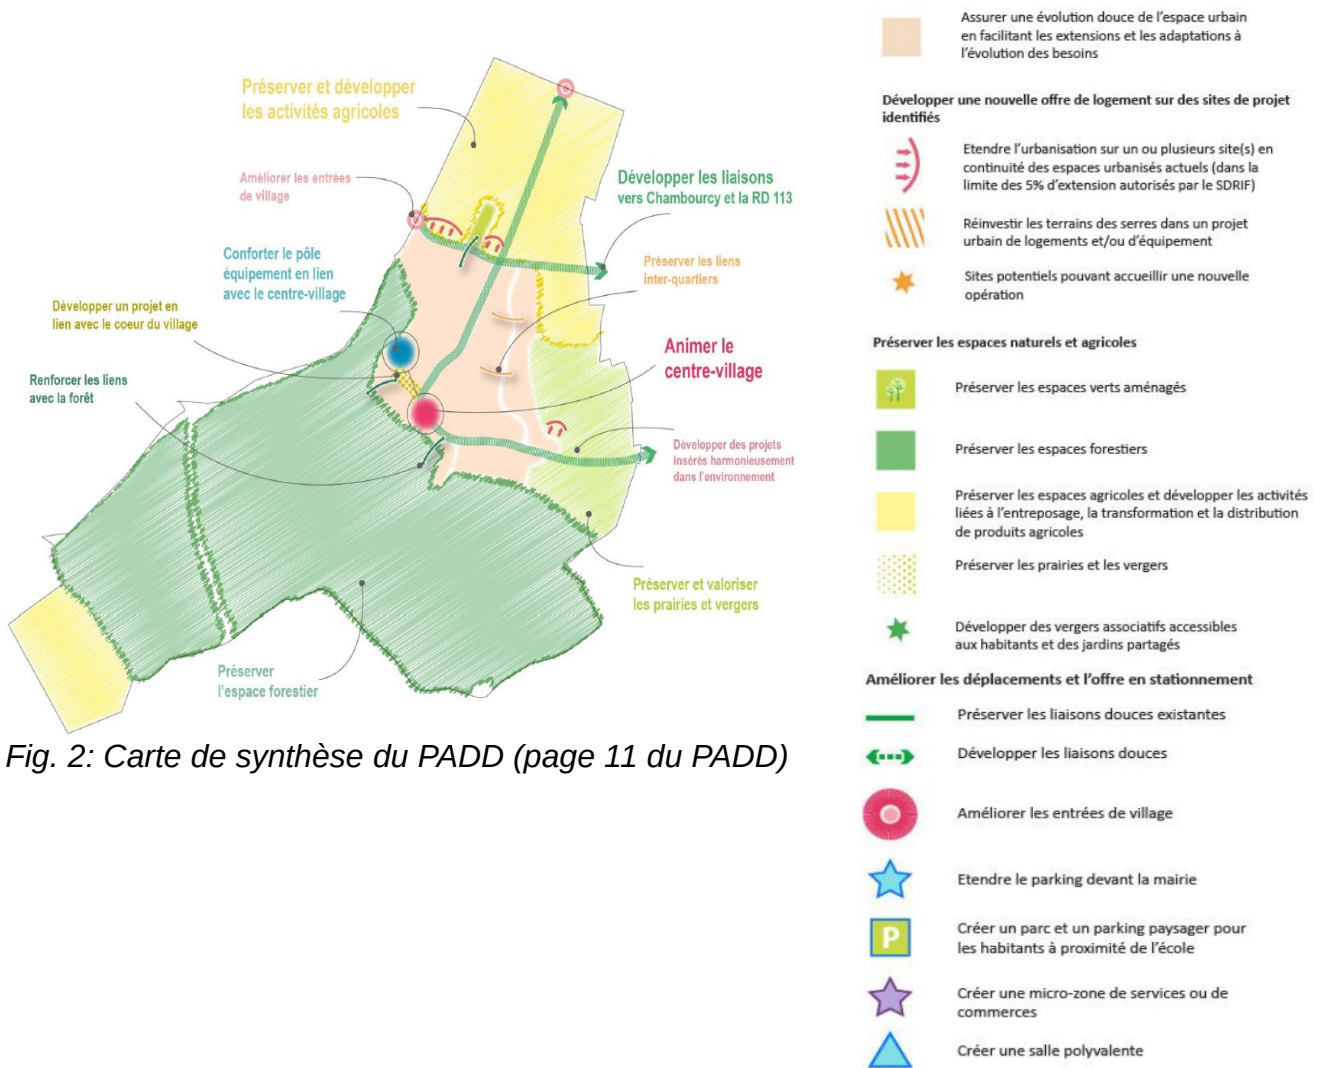 Préserver et développer
les activités agricoles
Améliorer les entrées
de village
Développer les liaisons
vers Chambourcy et la RD 113
Conforter le pôle
équipement en lien
avec le centre-village
Préserver les liens
inter-quartiers
Développer un projet en
lien avec le coeur du village
Animer le
centre-village
Renforcer les liens
avec la forêt
Développer des projets
insérés harmonieusement
dans l'environnement
Préserver et valoriser
les prairies et vergers
Préserver
l'espace forestier
Fig. 2: Carte de synthèse du PADD (page 11 du PADD)
Assurer une évolution douce de l'espace urbain
en facilitant les extensions et les adaptations à
l'évolution des besoins
Développer une nouvelle offre de logement sur des sites de projet
identifiés
Etendre l'urbanisation sur un ou plusieurs site(s) en
continuité des espaces urbanisés actuels (dans la
limite des 5% d'extension autorisés par le SDRIF)
Réinvestir les terrains des serres dans un projet
urbain de logements et/ou d'équipement
Sites potentiels pouvant accueillir une nouvelle
opération
Préserver les espaces naturels et agricoles
Préserver les espaces verts aménagés
Préserver les espaces forestiers
Préserver les espaces agricoles et développer les activités
liées à l'entreposage, la transformation et la distribution
de produits agricoles
Préserver les prairies et les vergers
Développer des vergers associatifs accessibles
aux habitants et des jardins partagés
Améliorer les déplacements et l'offre en stationnement
Préserver les liaisons douces existantes
Développer les liaisons douces
Améliorer les entrées de village
Etendre le parking devant la mairie
P
Créer un parc et un parking paysager pour
les habitants à proximité de l'école
Créer une micro-zone de services ou de
commerces
Créer une salle polyvalente